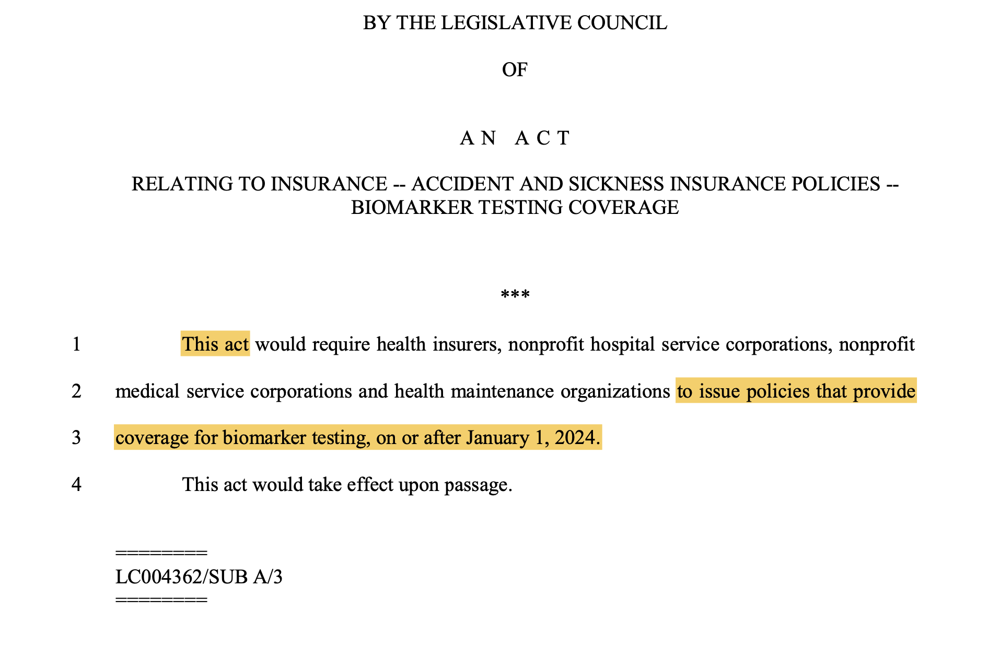 BY THE LEGISLATIVE COUNCIL
OF
A N A C T
RELATING TO INSURANCE -- ACCIDENT AND SICKNESS INSURANCE POLICIES --
BIOMARKER TESTING COVERAGE
***
1 This act would require health insurers, nonprofit hospital service corporations, nonprofit
2 medical service corporations and health maintenance organizations to issue policies that provide
3 coverage for biomarker testing, on or after January 1, 2024.
4 This act would take effect upon passage.
========
LC004362/SUB A/3
========